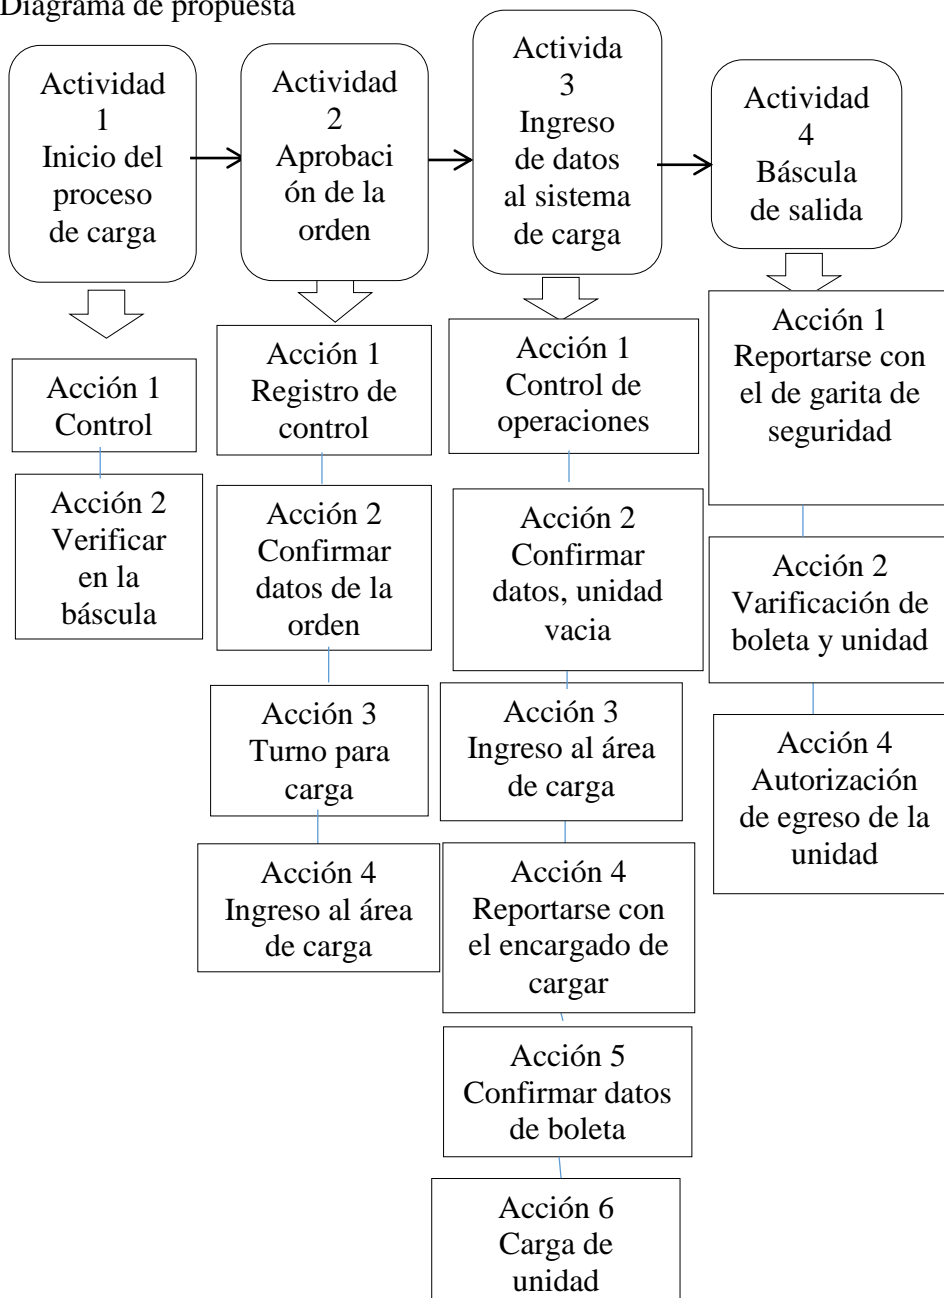 Diagrama de propuesta
Actividad
1
Inicio del
proceso
de carga
Actividad
2
Aprobaci
ón de la
orden
Activida
3
Ingreso
de datos
al sistema
de carga
Actividad
4
Báscula
de salida
Acción 1
Control
Acción 2
Verificar
en la
báscula
Acción 1
Registro de
control
Acción 2
Confirmar
datos de la
orden
Acción 3
Turno para
carga
Acción 4
Ingreso al área
de carga
Acción 1
Control de
operaciones
Acción 2
Confirmar
datos, unidad
vacia
Acción 3
Ingreso al área
de carga
Acción 4
Reportarse con
el encargado de
cargar
Acción 5
Confirmar datos
de boleta
Acción 6
Carga de
unidad
Acción 1
Reportarse con
el de garita de
seguridad
Acción 2
Varificación de
boleta y unidad
Acción 4
Autorización
de egreso de la
unidad